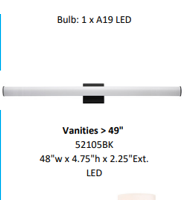 Bulb: 1 x A19 LED
Vanities > 49"
52105BK
48"w x 4.75"h x 2.25"Ext.
LED